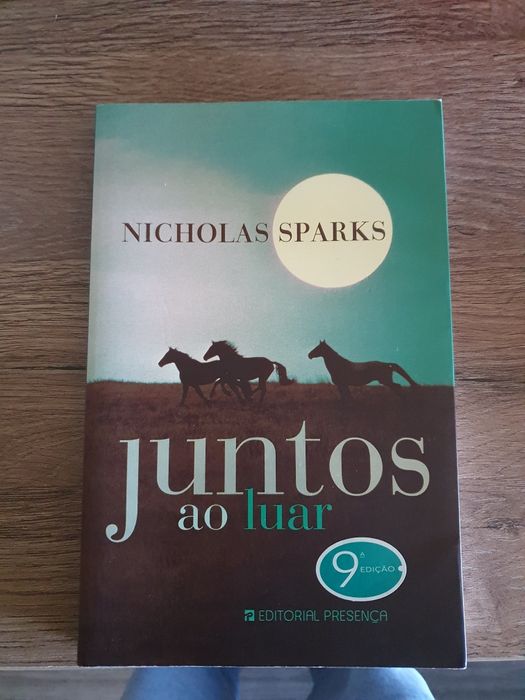 NICHOLAS SPARKS
juntos
ao luar
9ª
EDIÇÃO
EDITORIAL PRESENÇA